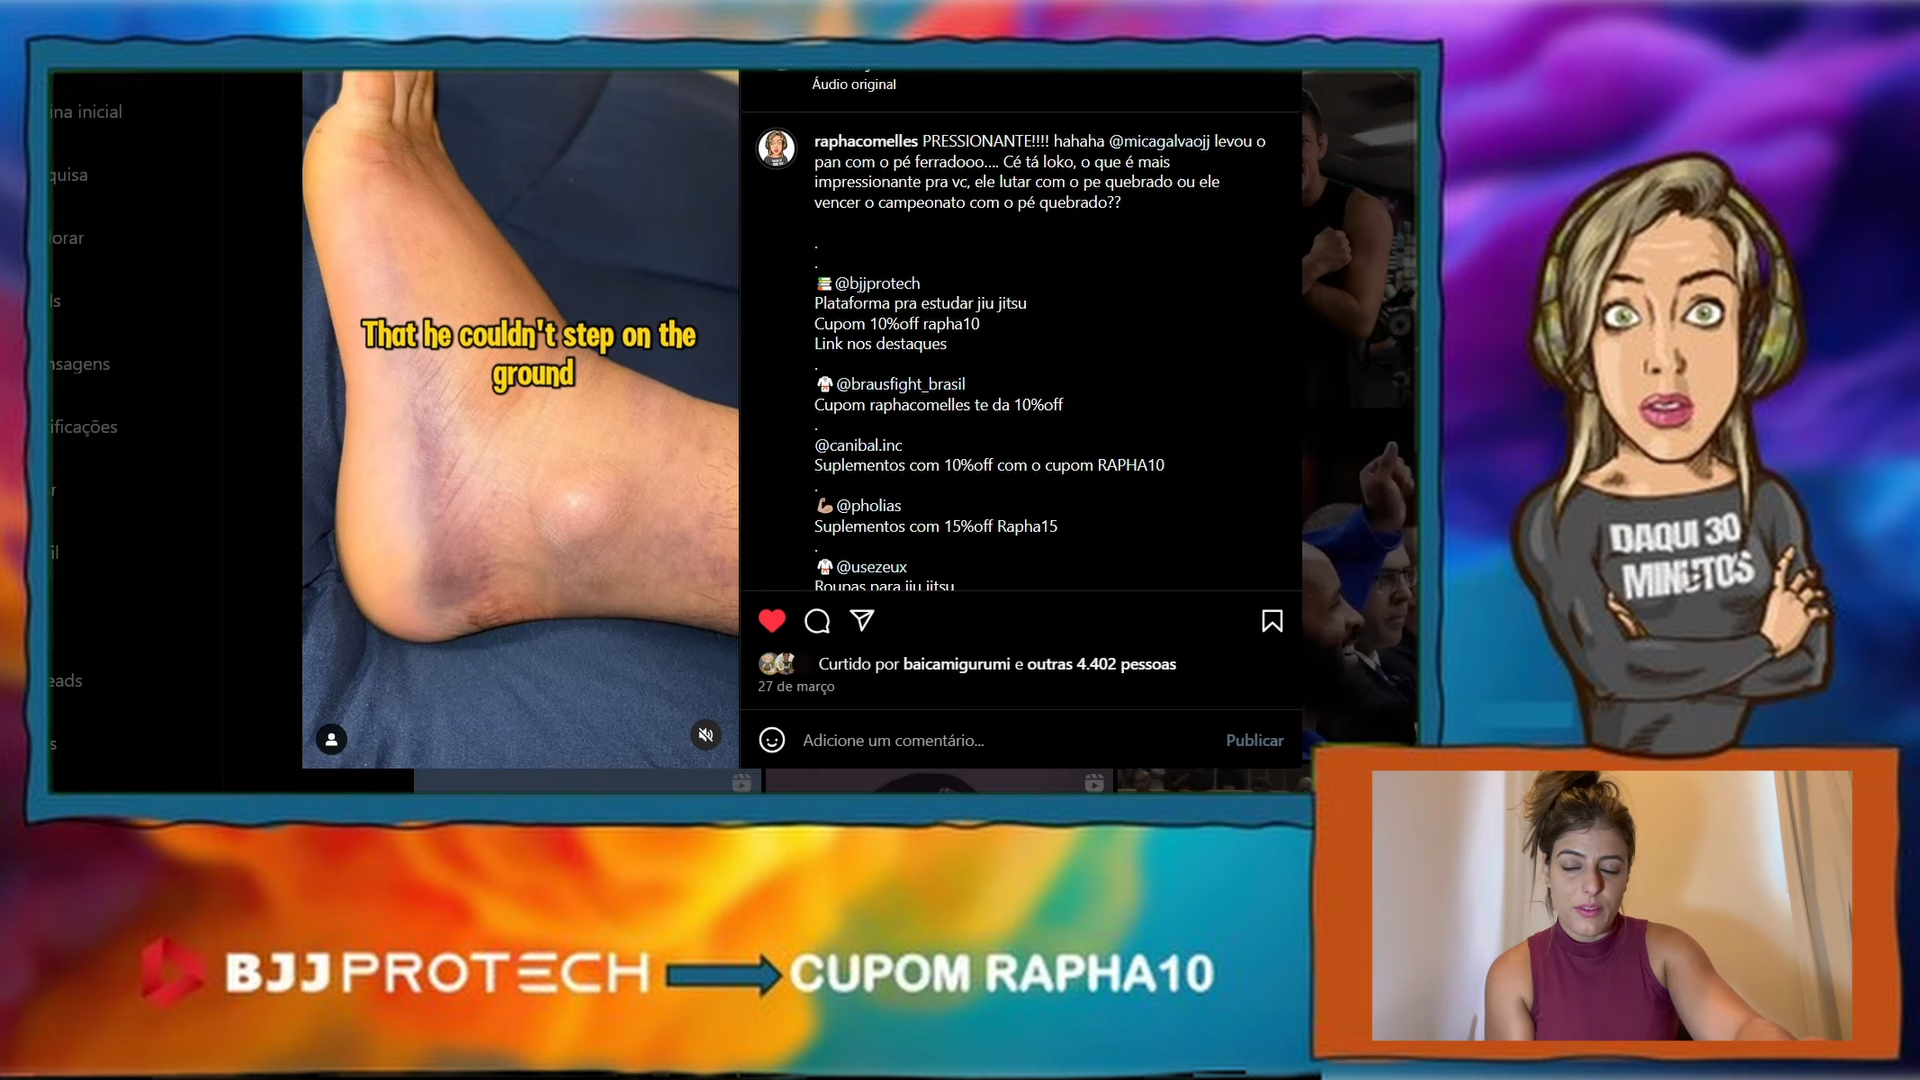 ina inicial
quisa
lorar
ls
nsagens
ificações
r
il
eads
s
That he couldn't step on the
ground
Áudio original
raphacomelles PRESSIONANTE!!!! hahaha @micagalvaojj levou o
pan com o pé ferradooo.... Cé tá loko, o que é mais
impressionante pra vc, ele lutar com o pe quebrado ou ele
vencer o campeonato com o pé quebrado??
.
.
@bjjprotech
Plataforma pra estudar jiu jitsu
Cupom 10%off rapha10
Link nos destaques
.
@brausfight_brasil
Cupom raphacomelles te da 10%off
.
@canibal.inc
Suplementos com 10%off com o cupom RAPHA10
.
@pholias
Suplementos com 15%off Rapha15
.
@usezeux
Roupas para jiu jitsu
Curtido por baicamigurumi e outras 4.402 pessoas
27 de março
Adicione um comentário...
Publicar
DAQUI 30
MINUTOS
BJJPROTECH
CUPOM RAPHA10